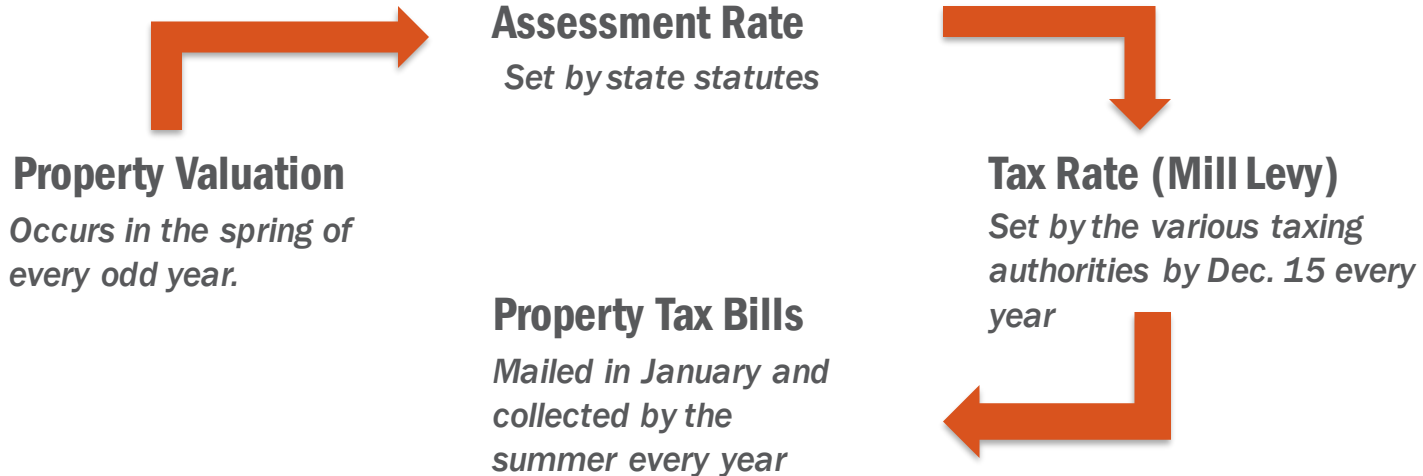 Assessment Rate
Set by state statutes
Property Valuation
Occurs in the spring of
every odd year.
Tax Rate (Mill Levy)
Set by the various taxing
authorities by Dec. 15 every
year
Property Tax Bills
Mailed in January and
collected by the
summer every year